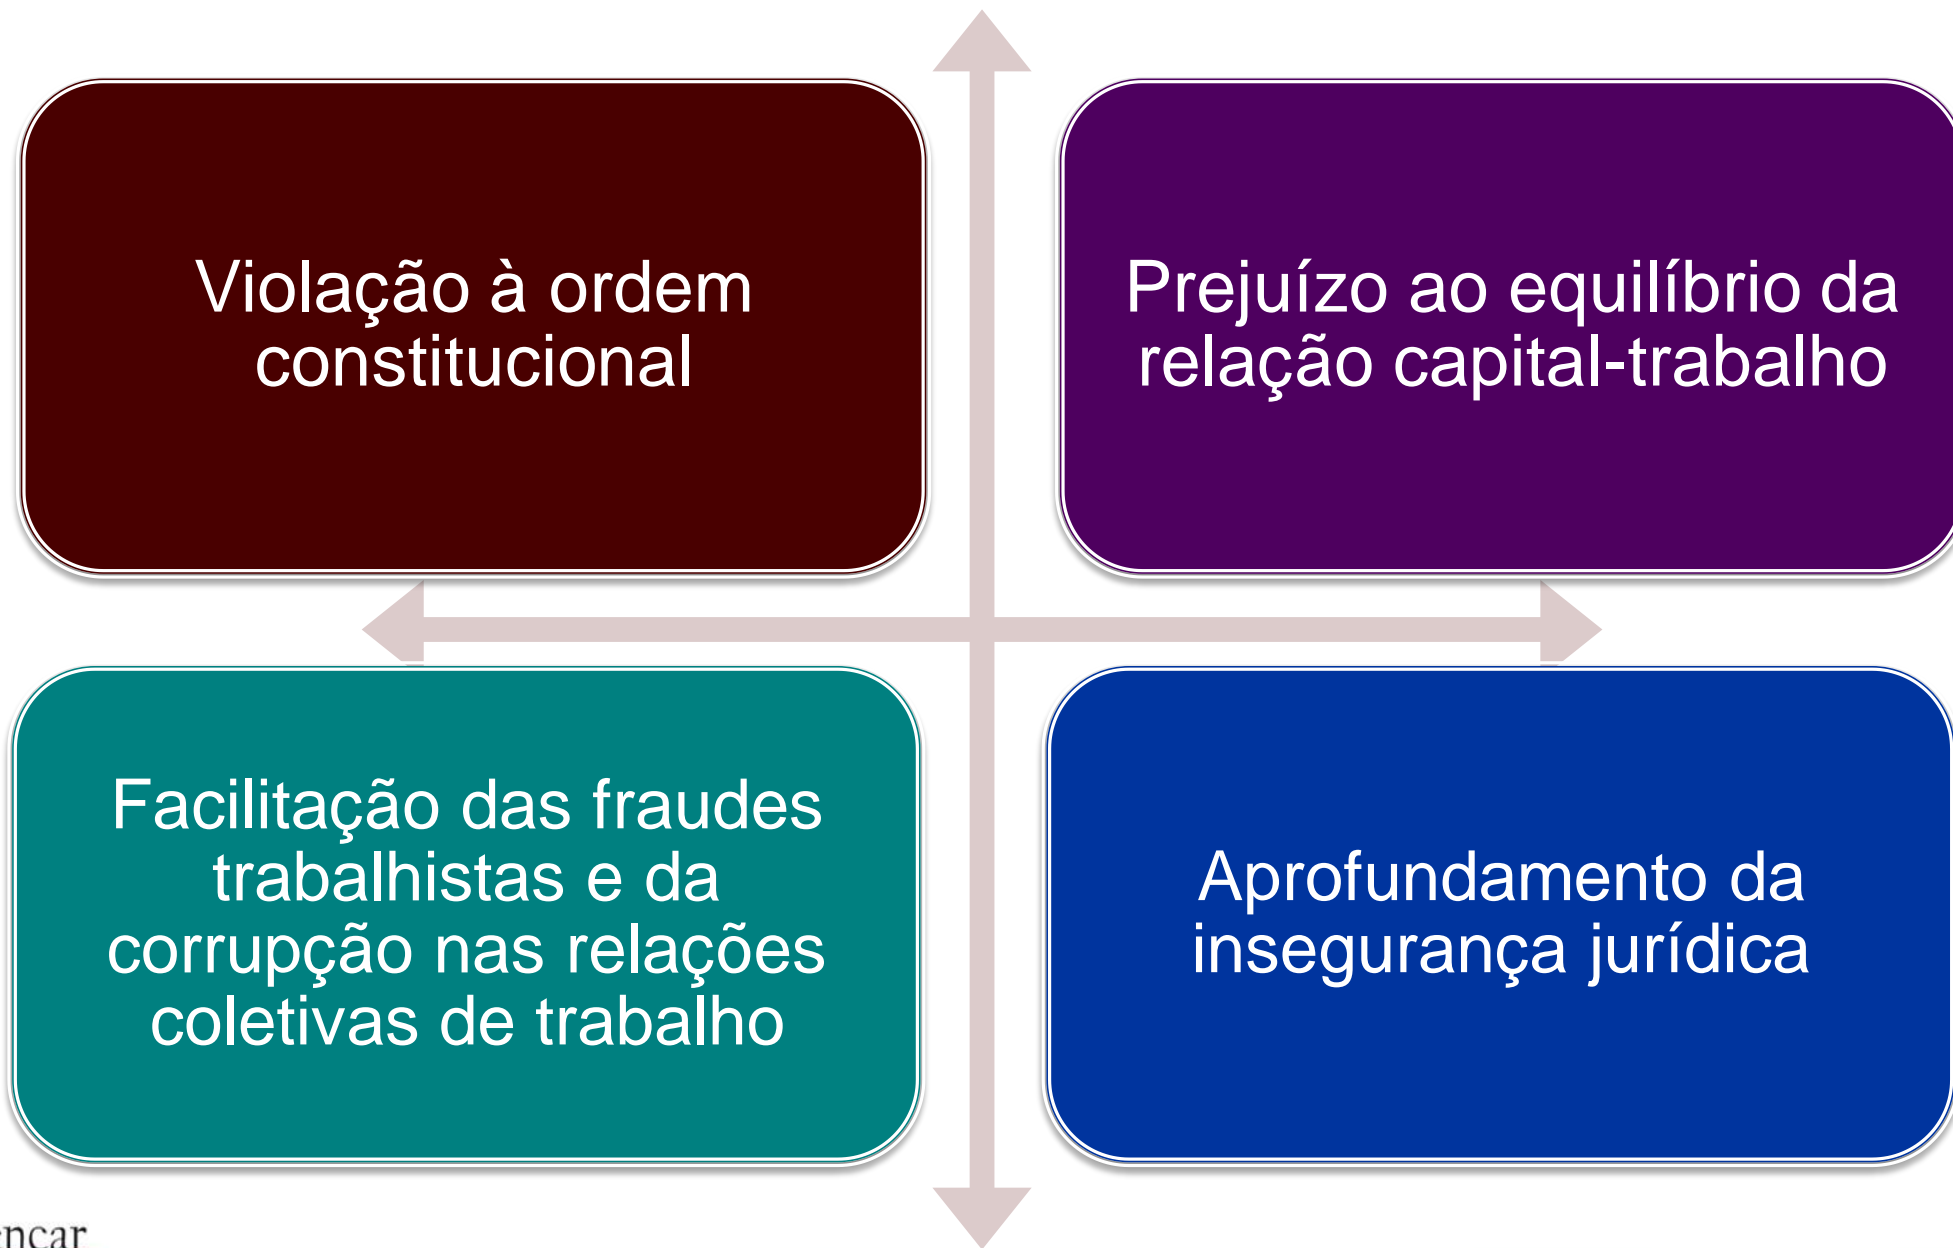 Violação à ordem
constitucional
Prejuízo ao equilíbrio da
relação capital-trabalho
Facilitação das fraudes
trabalhistas e da
corrupção nas relações
coletivas de trabalho
Aprofundamento da
insegurança jurídica